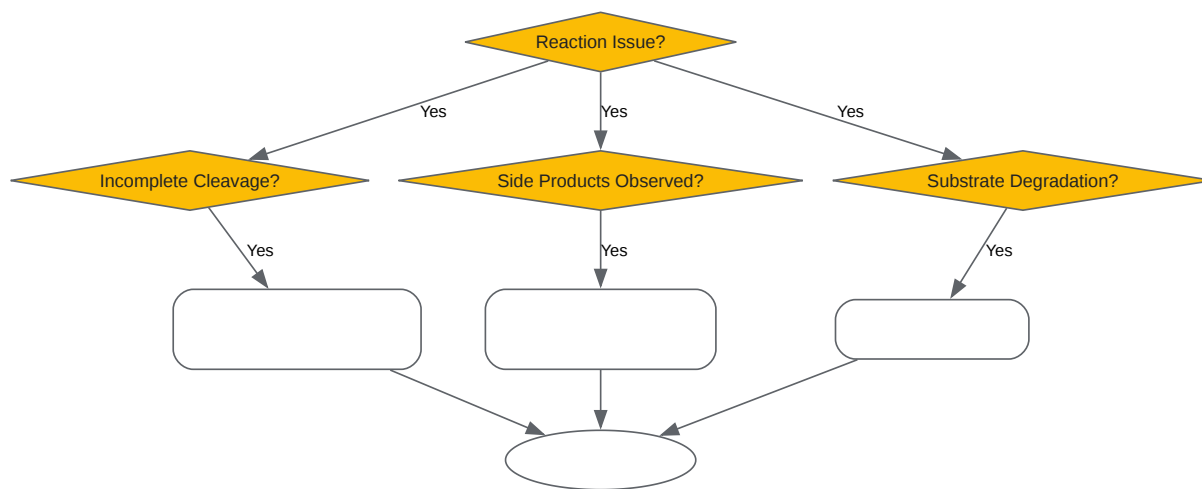 Reaction Issue?
Yes
Yes
Yes
Incomplete Cleavage?
Side Products Observed?
Substrate Degradation?
Yes
Yes
Yes